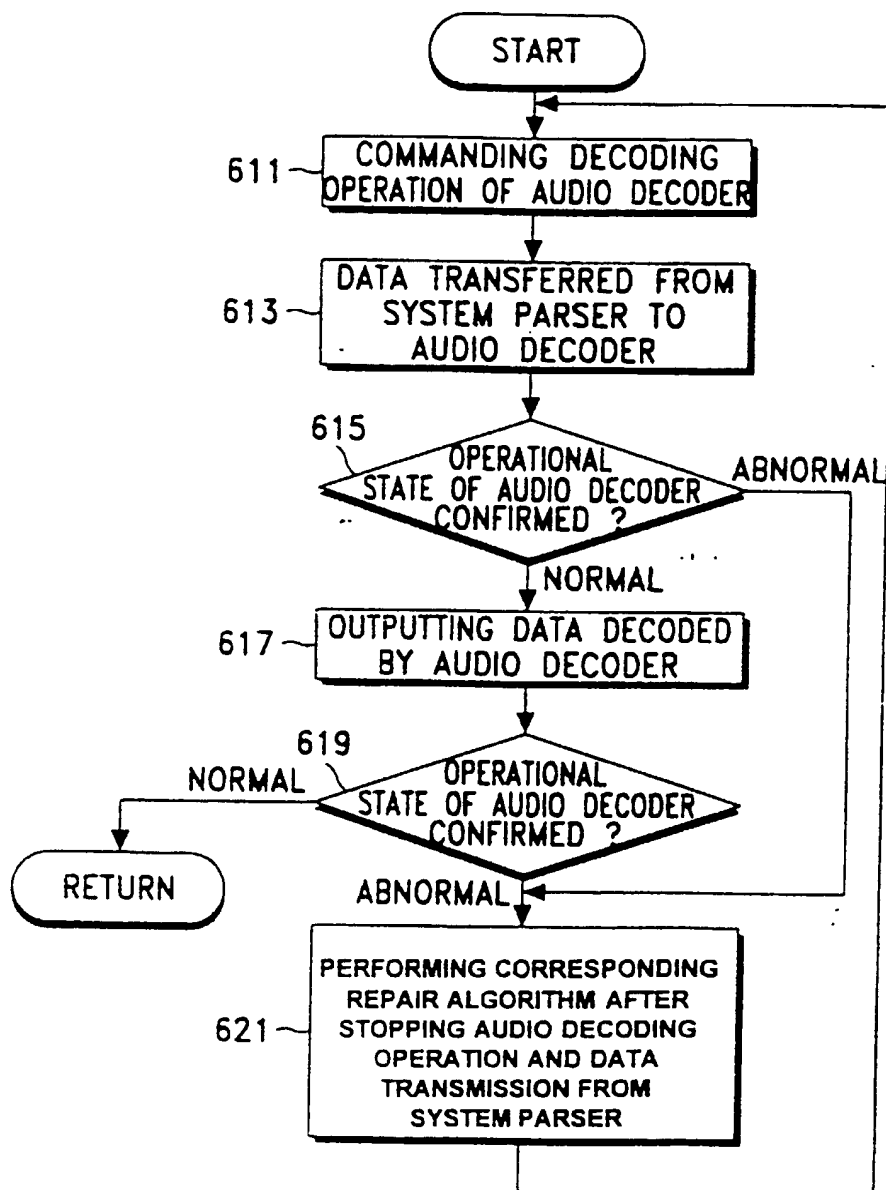 START
611
COMMANDING DECODING
OPERATION OF AUDIO DECODER
613
DATA TRANSFERRED FROM
SYSTEM PARSER TO
AUDIO DECODER
615
OPERATIONAL
STATE OF AUDIO DECODER
CONFIRMED ?
ABNORMAL
NORMAL
617
OUTPUTTING DATA DECODED
BY AUDIO DECODER
619
OPERATIONAL
STATE OF AUDIO DECODER
CONFIRMED ?
NORMAL
RETURN
ABNORMAL
621
PERFORMING CORRESPONDING
REPAIR ALGORITHM AFTER
STOPPING AUDIO DECODING
OPERATION AND DATA
TRANSMISSION FROM
SYSTEM PARSER